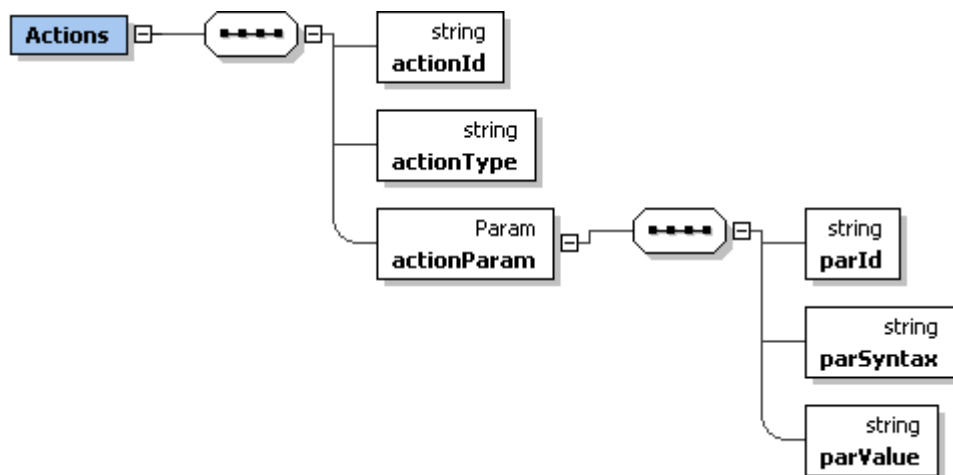 Actions
string
actionId
string
actionType
Param
actionParam
string
parId
string
parSyntax
string
parValue